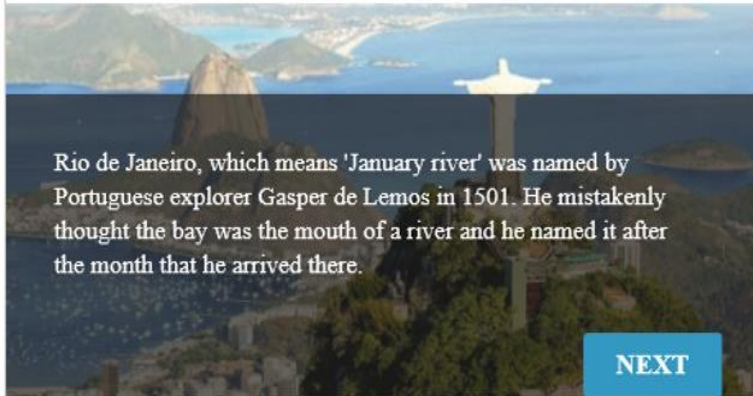 Rio de Janeiro, which means 'January river' was named by
Portuguese explorer Gasper de Lemos in 1501. He mistakenly
thought the bay was the mouth of a river and he named it after
the month that he arrived there.
NEXT